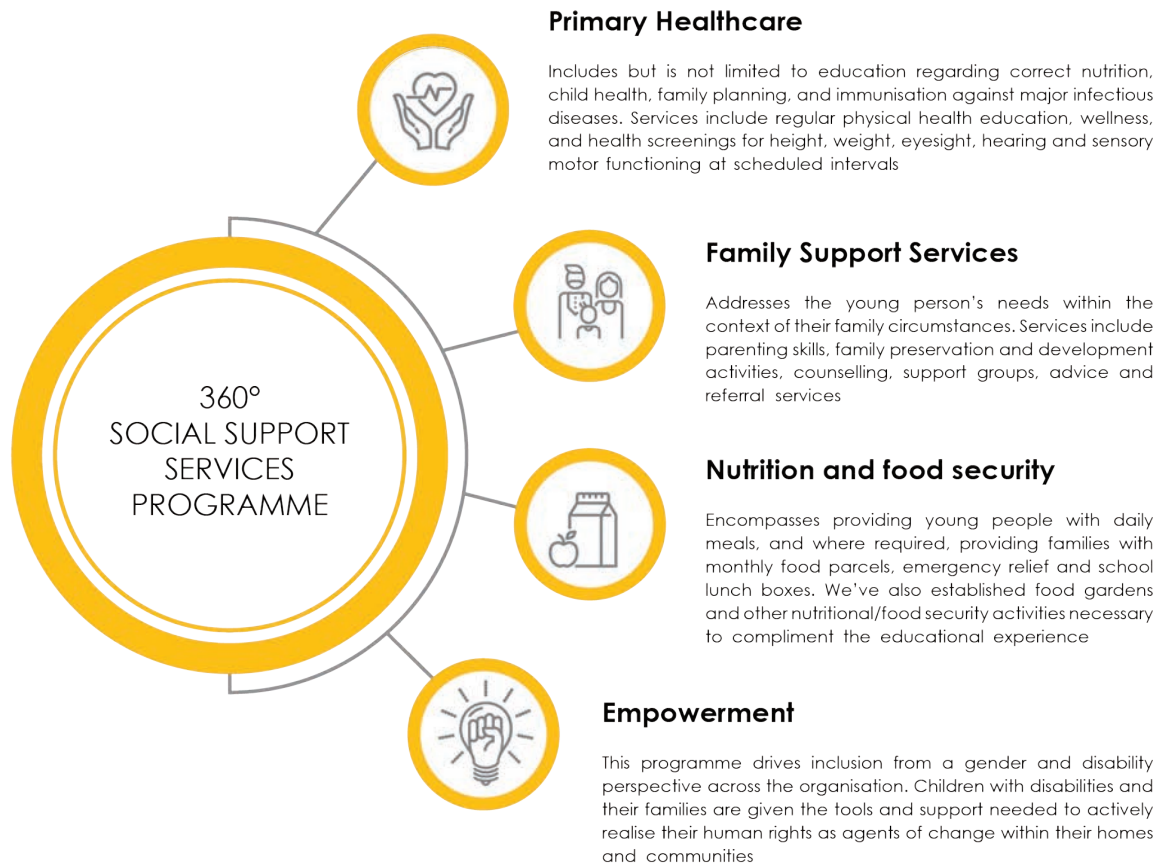 Primary Healthcare
Includes but is not limited to education regarding correct nutrition,
child health, family planning, and immunisation against major infectious
diseases. Services include regular physical health education, wellness,
and health screenings for height, weight, eyesight, hearing and sensory
motor functioning at scheduled intervals
Family Support Services
Addresses the young person's needs within the
context of their family circumstances. Services include
parenting skills, family preservation and development
activities, counselling, support groups, advice and
referral services
360°
SOCIAL SUPPORT
SERVICES
PROGRAMME
Nutrition and food security
Encompasses providing young people with daily
meals, and where required, providing families with
monthly food parcels, emergency relief and school
lunch boxes. We've also established food gardens
and other nutritional/food security activities necessary
to compliment the educational experience
Empowerment
This programme drives inclusion from a gender and disability
perspective across the organisation. Children with disabilities and
their families are given the tools and support needed to actively
realise their human rights as agents of change within their homes
and communities